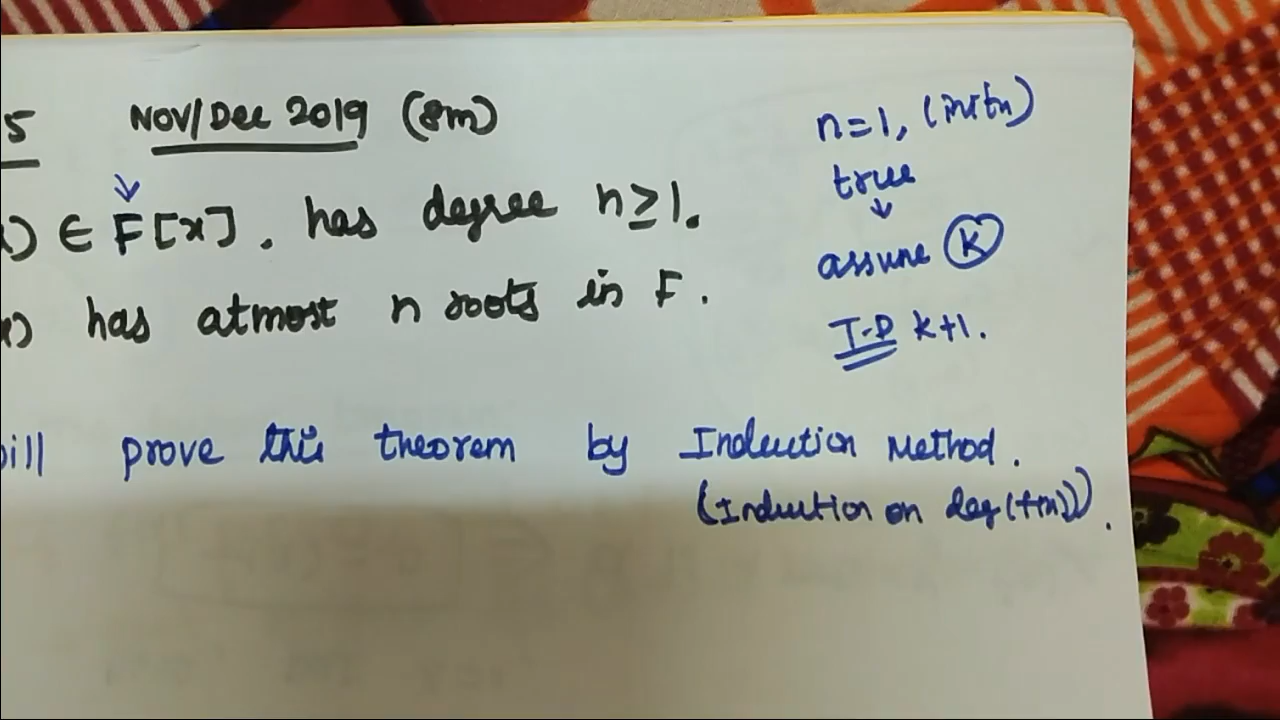 5 NOV/Dec 2019 (8m)
) ∈ F[x]. has degree n≥1.
) has atmost n roots in F.
ill prove this theorem by Induction Method.
(Induction on deg(f(x))).
n=1,
true
↓
assume K
T.P k+1.